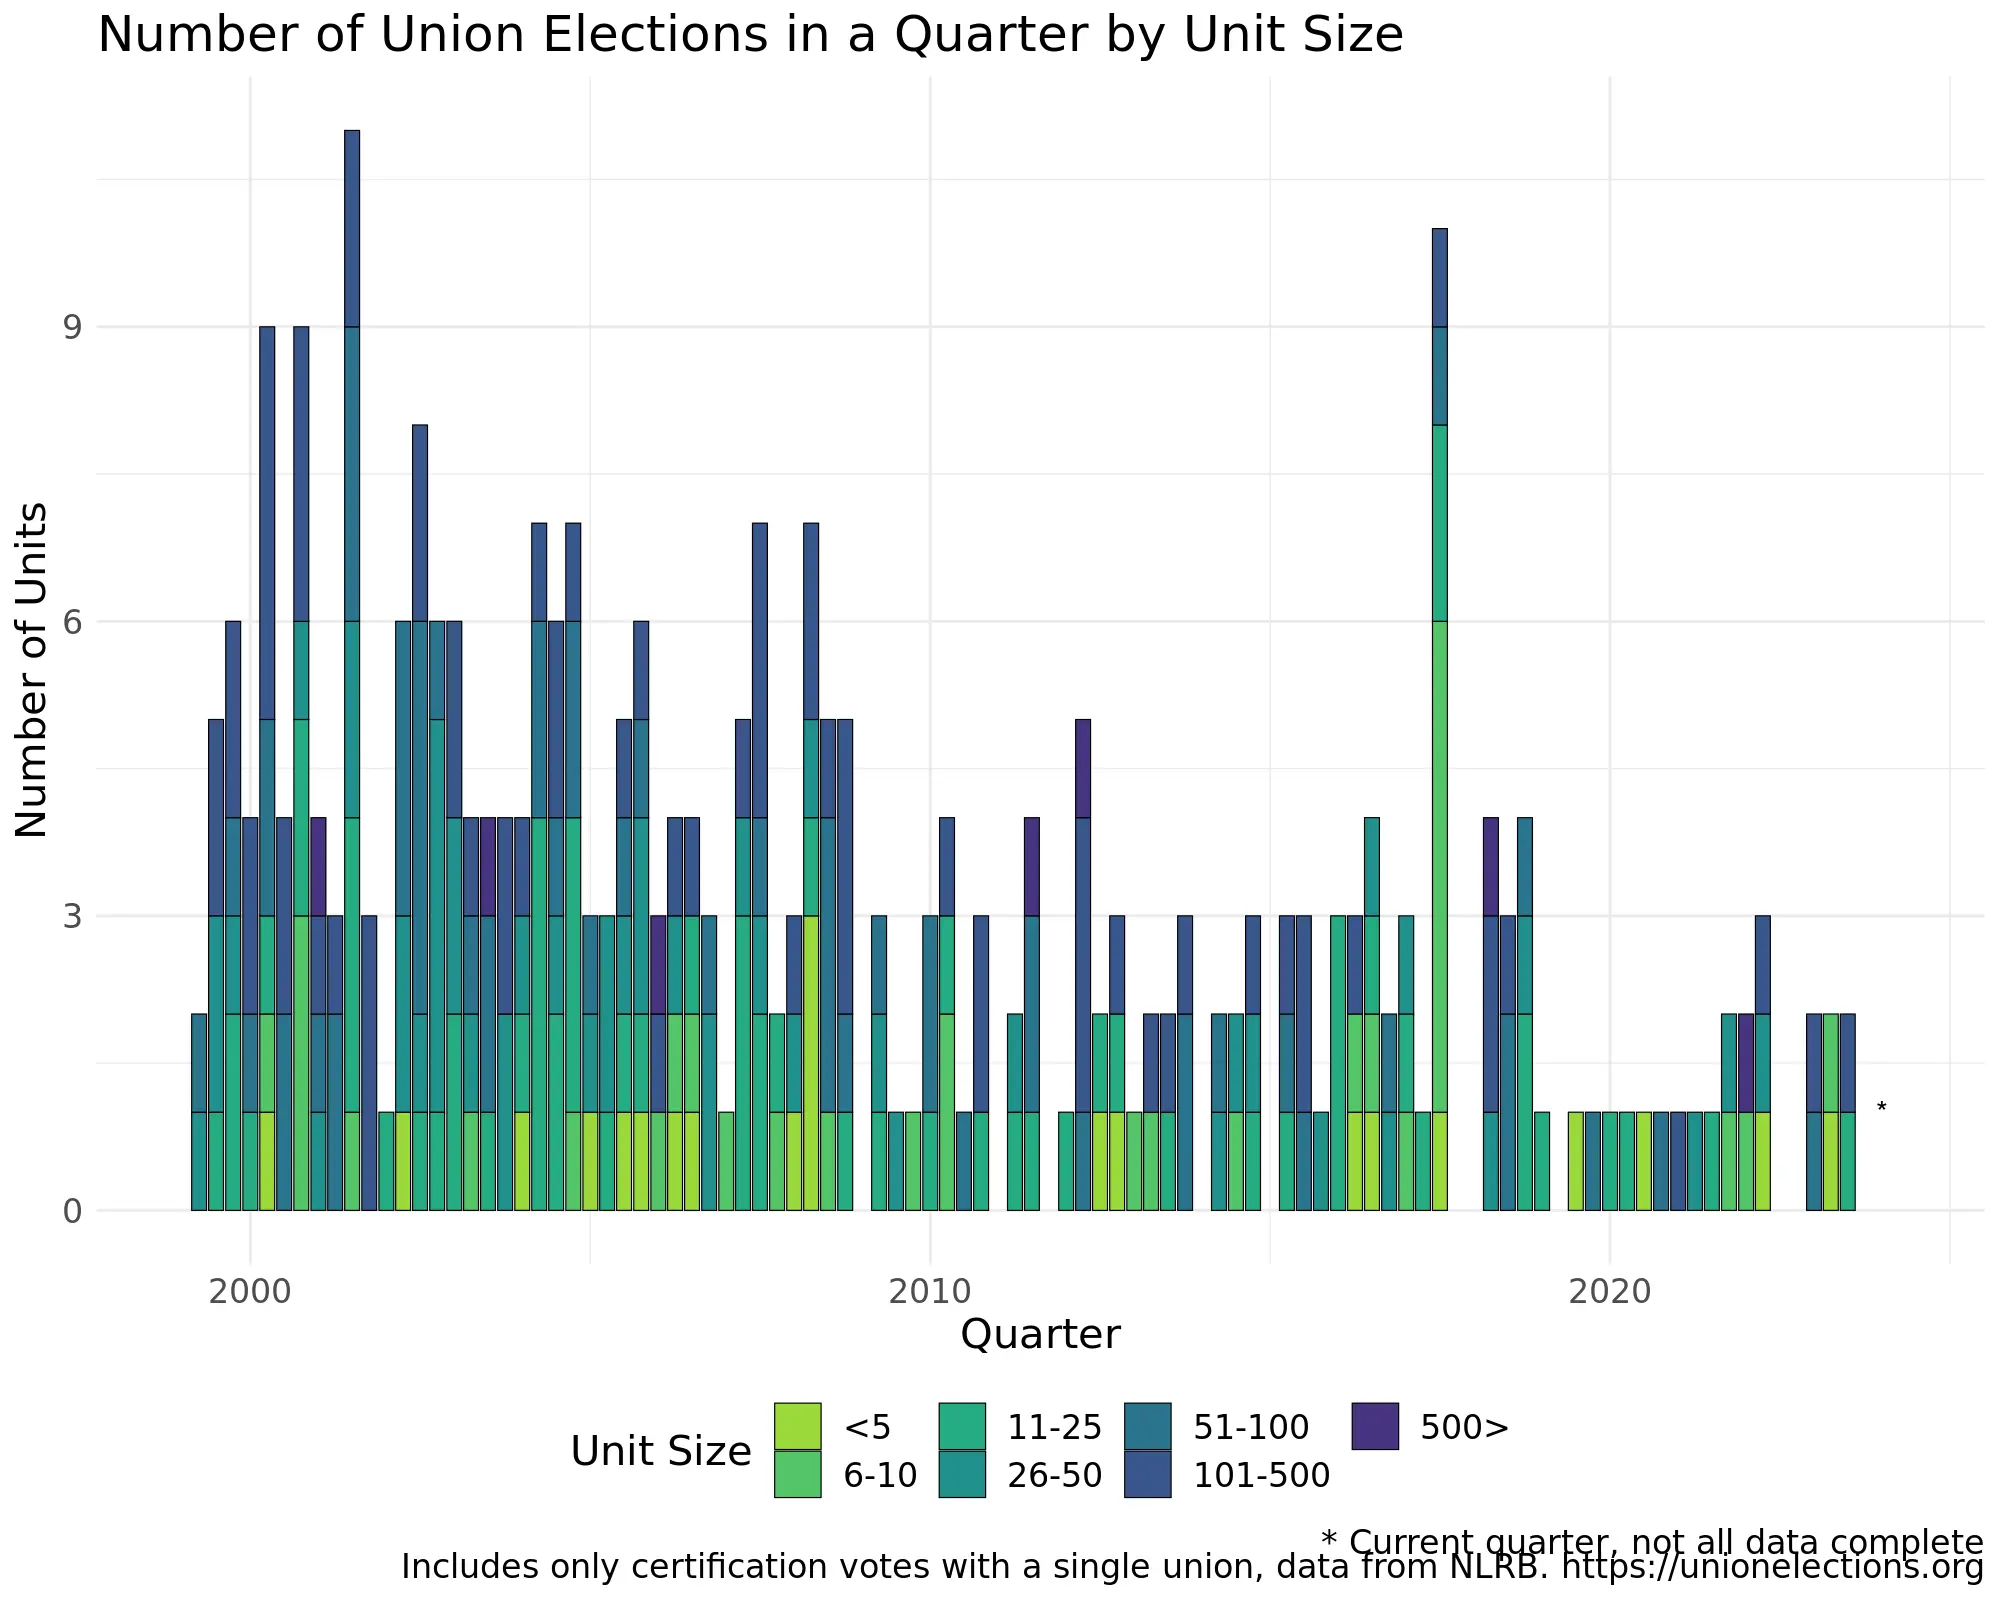 Number of Union Elections in a Quarter by Unit Size
Number of Units
9
6
3
0
*
2000 2010 2020
Quarter
Unit Size
<5 11-25 51-100 500>
6-10 26-50 101-500
* Current quarter, not all data complete
Includes only certification votes with a single union, data from NLRB. https://unionelections.org